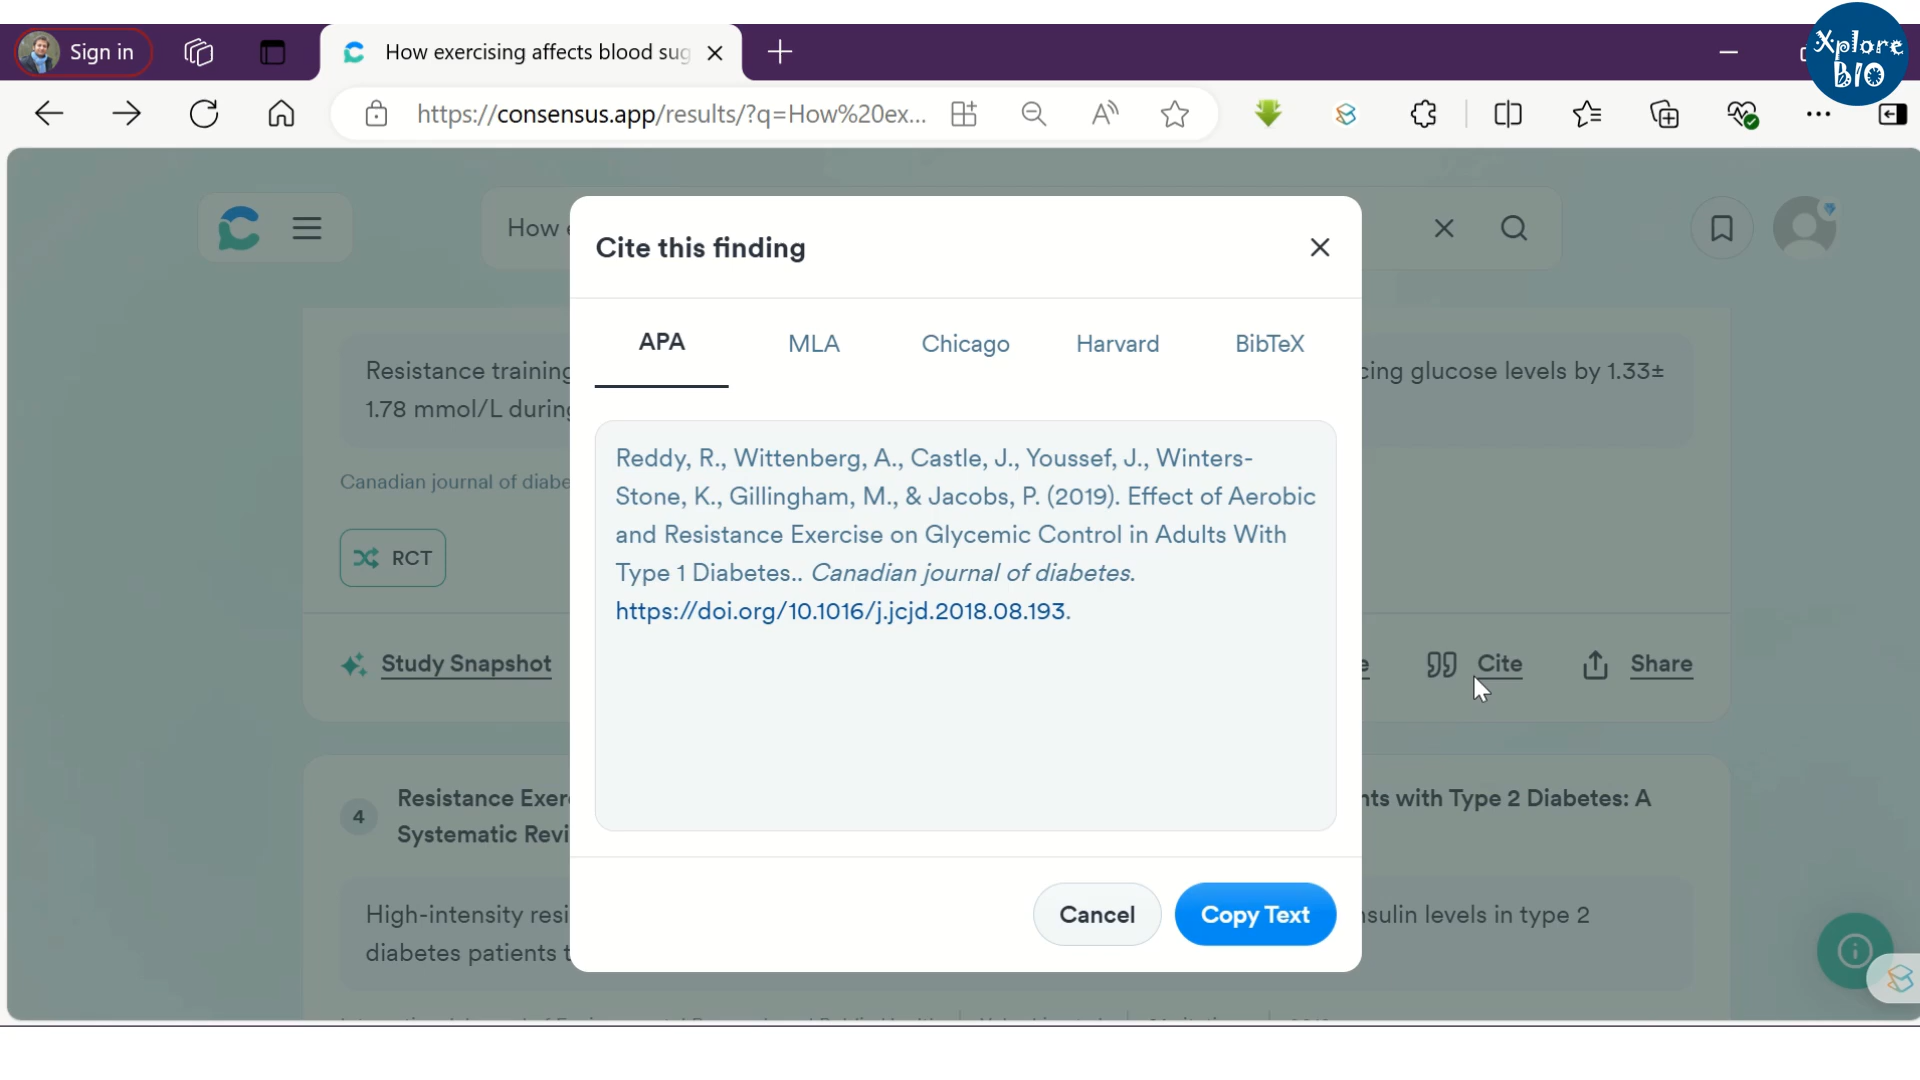 Xplore
BIO
Sign in
How exercising affects blood sug
https://consensus.app/results/?q=How%20ex...
How
Cite this finding
APA
MLA
Chicago
Harvard
BibTeX
Resistance training
cing glucose levels by 1.33±
1.78 mmol/L during
Reddy, R., Wittenberg, A., Castle, J., Youssef, J., Winters-
Stone, K., Gillingham, M., & Jacobs, P. (2019). Effect of Aerobic
and Resistance Exercise on Glycemic Control in Adults With
Type 1 Diabetes.. Canadian journal of diabetes.
https://doi.org/10.1016/j.jcjd.2018.08.193.
Canadian journal of diabe
RCT
Study Snapshot
e
Cite
Share
4
Resistance Exer
nts with Type 2 Diabetes: A
Systematic Revi
High-intensity resi
nsulin levels in type 2
diabetes patients t
Cancel
Copy Text